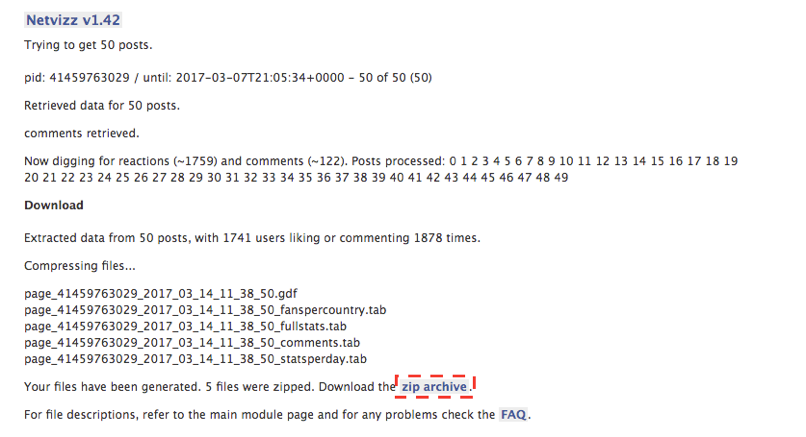 Netvizz v1.42
Trying to get 50 posts.
pid: 41459763029 / until: 2017-03-07T21:05:34+0000 - 50 of 50 (50)
Retrieved data for 50 posts.
comments retrieved.
Now digging for reactions (~1759) and comments (~122). Posts processed: 0 1 2 3 4 5 6 7 8 9 10 11 12 13 14 15 16 17 18 19
20 21 22 23 24 25 26 27 28 29 30 31 32 33 34 35 36 37 38 39 40 41 42 43 44 45 46 47 48 49
Download
Extracted data from 50 posts, with 1741 users liking or commenting 1878 times.
Compressing files...
page_41459763029_2017_03_14_11_38_50.gdf
page_41459763029_2017_03_14_11_38_50_fanspercountry.tab
page_41459763029_2017_03_14_11_38_50_fullstats.tab
page_41459763029_2017_03_14_11_38_50_comments.tab
page_41459763029_2017_03_14_11_38_50_statsperday.tab
Your files have been generated. 5 files were zipped. Download the zip archive.
For file descriptions, refer to the main module page and for any problems check the FAQ.